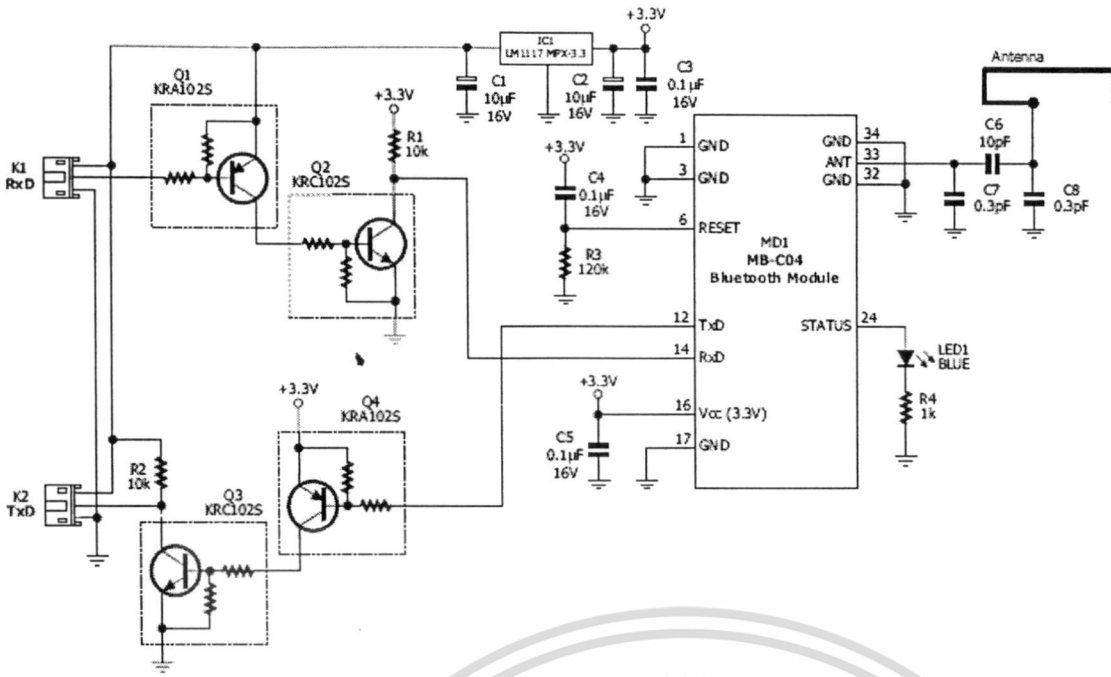 +3.3V
IC1
LM1117 MPX-3.3
C1
10µF
16V
C2
10µF
16V
C3
0.1µF
16V
Antenna
Q1
KRA102S
+3.3V
R1
10k
K1
RxD
Q2
KRC102S
+3.3V
C4
0.1µF
16V
R3
120k
1
GND
3
GND
6
RESET
MD1
MB-C04
Bluetooth Module
GND
34
ANT
33
GND
32
C6
10pF
C7
0.3pF
C8
0.3pF
12
TxD
14
RxD
STATUS
24
LED1
BLUE
R4
1k
+3.3V
16
Vcc (3.3V)
17
GND
C5
0.1µF
16V
+3.3V
Q4
KRA102S
R2
10k
K2
TxD
Q3
KRC102S